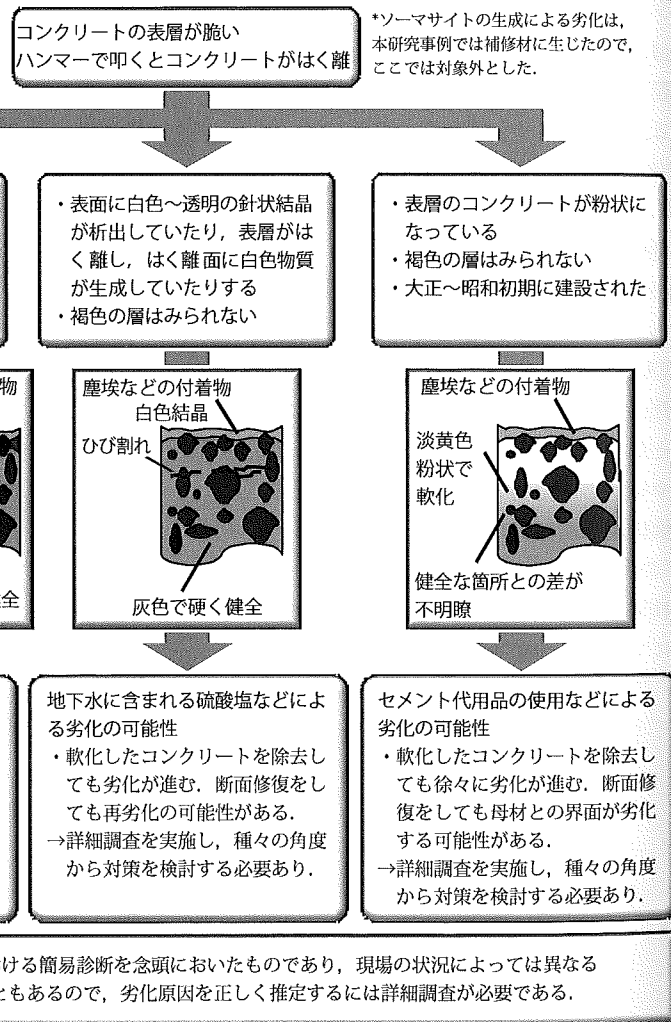 コンクリートの表層が脆い
ハンマーで叩くとコンクリートがはく離
*ソーマサイトの生成による劣化は，
本研究事例では補修材に生じたので，
ここでは対象外とした．
・表面に白色～透明の針状結晶
が析出していたり，表層がは
く離し，はく離面に白色物質
が生成していたりする
・褐色の層はみられない
・表層のコンクリートが粉状に
なっている
・褐色の層はみられない
・大正～昭和初期に建設された
物
全
塵埃などの付着物
白色結晶
ひび割れ
灰色で硬く健全
塵埃などの付着物
淡黄色
粉状で
軟化
健全な箇所との差が
不明瞭
地下水に含まれる硫酸塩などによ
る劣化の可能性
・軟化したコンクリートを除去し
ても劣化が進む．断面修復をし
ても再劣化の可能性がある．
→詳細調査を実施し，種々の角度
から対策を検討する必要あり．
セメント代用品の使用などによる
劣化の可能性
・軟化したコンクリートを除去し
ても徐々に劣化が進む．断面修
復をしても母材との界面が劣化
する可能性がある．
→詳細調査を実施し，種々の角度
から対策を検討する必要あり．
ける簡易診断を念頭においたものであり，現場の状況によっては異なる
ともあるので，劣化原因を正しく推定するには詳細調査が必要である．